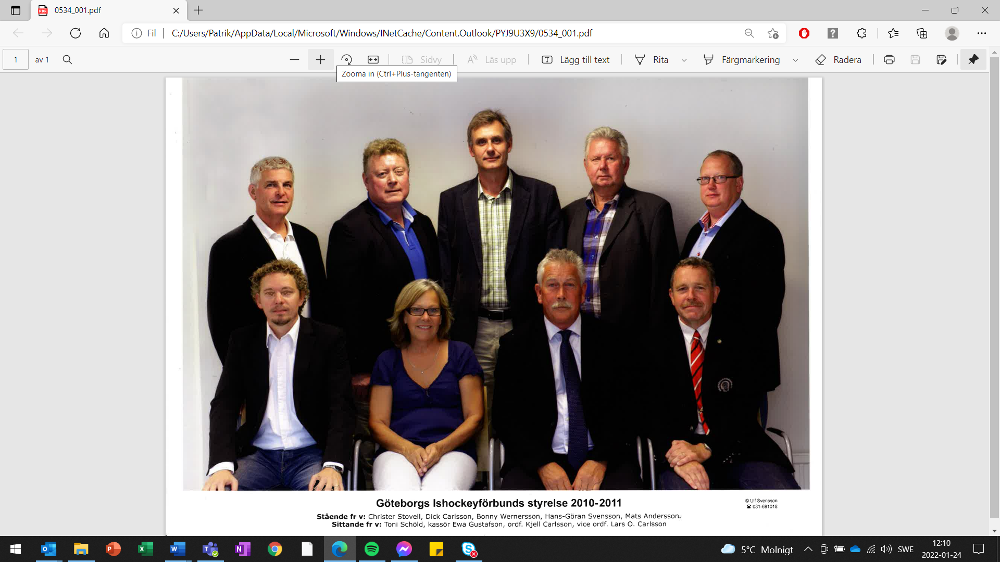 0534_001.pdf
Fil
C:/Users/Patrik/AppData/Local/Microsoft/Windows/INetCache/Content.Outlook/PYJ9U3X9/0534_001.pdf
1 av 1
Sidvy
Läs upp
Lägg till text
Rita
Färgmarkering
Radera
Zooma in (Ctrl+Plus-tangenten)
Göteborgs Ishockeyförbunds styrelse 2010-2011
© Ulf Svensson
☎ 031-681018
Stående fr v: Christer Stovell, Dick Carlsson, Bonny Wernersson, Hans-Göran Svensson, Mats Andersson.
Sittande fr v: Toni Schöld, kassör Ewa Gustafson, ordf. Kjell Carlsson, vice ordf. Lars O. Carlsson
5°C Molnigt
SWE
12:10
2022-01-24